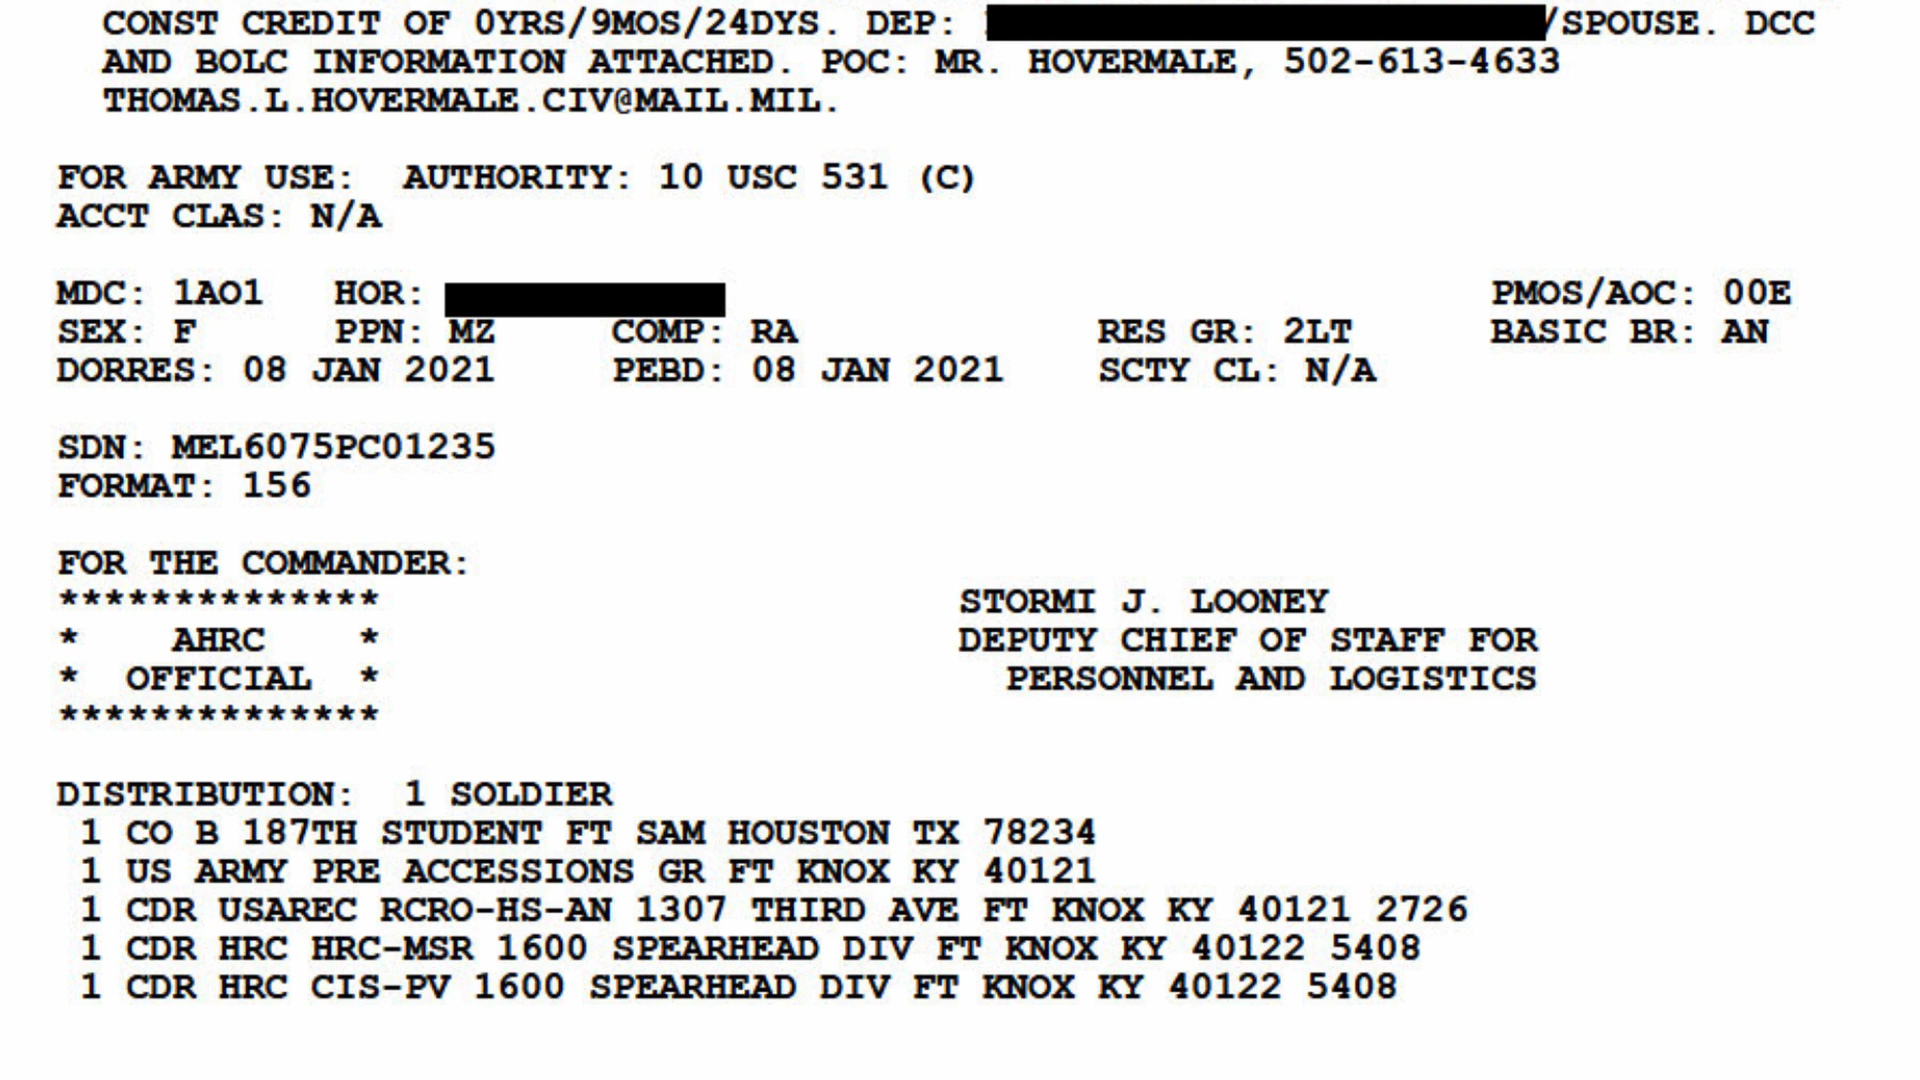 CONST CREDIT OF 0YRS/9MOS/24DYS. DEP: /SPOUSE. DCC
AND BOLC INFORMATION ATTACHED. POC: MR. HOVERMALE, 502-613-4633
THOMAS.L.HOVERMALE.CIV@MAIL.MIL.
FOR ARMY USE: AUTHORITY: 10 USC 531 (C)
ACCT CLAS: N/A
MDC: 1AO1 HOR: PMOS/AOC: 00E
SEX: F PPN: MZ COMP: RA RES GR: 2LT BASIC BR: AN
DORRES: 08 JAN 2021 PEBD: 08 JAN 2021 SCTY CL: N/A
SDN: MEL6075PC01235
FORMAT: 156
FOR THE COMMANDER:
************** STORMI J. LOONEY
* AHRC * DEPUTY CHIEF OF STAFF FOR
* OFFICIAL * PERSONNEL AND LOGISTICS
**************
DISTRIBUTION: 1 SOLDIER
1 CO B 187TH STUDENT FT SAM HOUSTON TX 78234
1 US ARMY PRE ACCESSIONS GR FT KNOX KY 40121
1 CDR USAREC RCRO-HS-AN 1307 THIRD AVE FT KNOX KY 40121 2726
1 CDR HRC HRC-MSR 1600 SPEARHEAD DIV FT KNOX KY 40122 5408
1 CDR HRC CIS-PV 1600 SPEARHEAD DIV FT KNOX KY 40122 5408